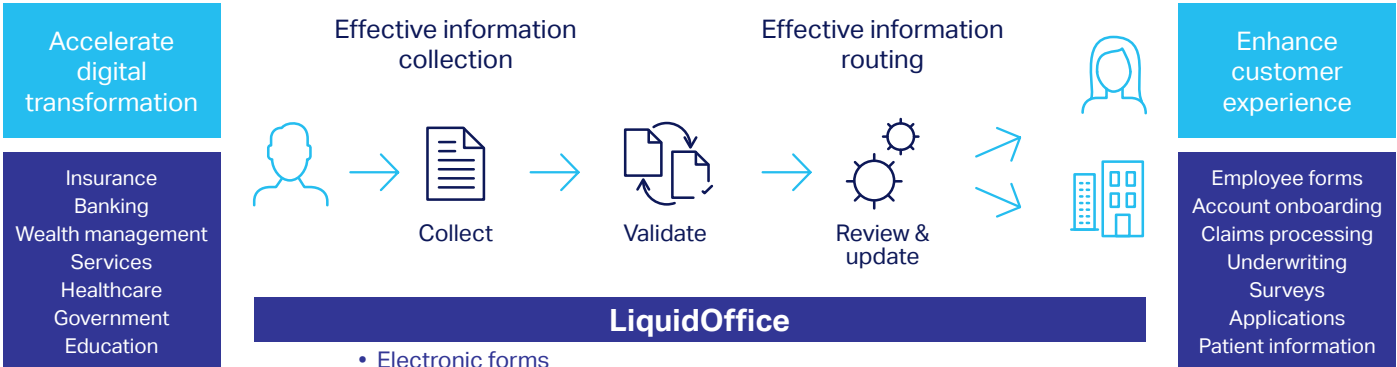 Accelerate
digital
transformation
Insurance
Banking
Wealth management
Services
Healthcare
Government
Education
Effective information
collection
Effective information
routing
Collect
Validate
Review &
update
LiquidOffice
• Electronic forms
Enhance
customer
experience
Employee forms
Account onboarding
Claims processing
Underwriting
Surveys
Applications
Patient information